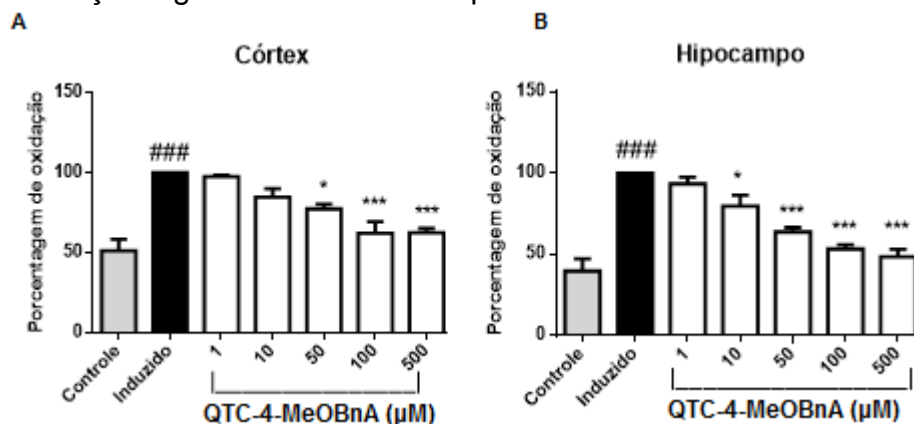 A
Córtex
Porcentagem de oxidação
150
100
50
0
###
*
***
***
Controle
Induzido
1
10
50
100
500
QTC-4-MeOBnA (µM)
B
Hipocampo
Porcentagem de oxidação
150
100
50
0
###
*
***
***
***
Controle
Induzido
1
10
50
100
500
QTC-4-MeOBnA (µM)